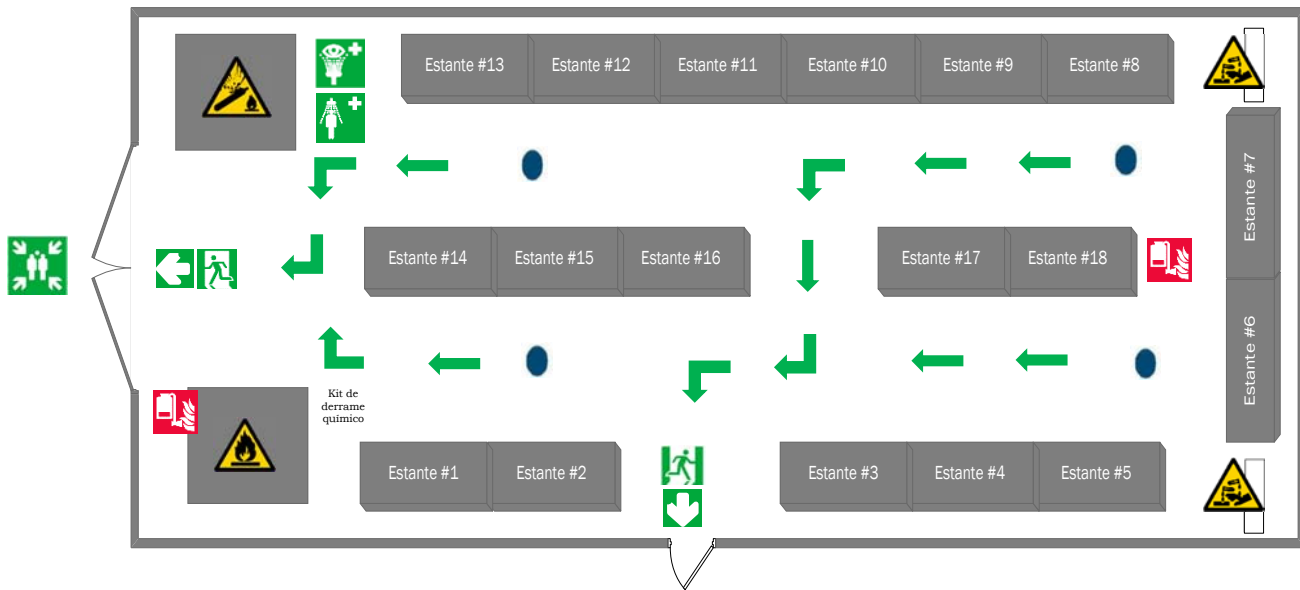 Estante #13
Estante #12
Estante #11
Estante #10
Estante #9
Estante #8
Estante #7
Estante #14
Estante #15
Estante #16
Estante #17
Estante #18
Estante #6
Kit de
derrame
químico
Estante #1
Estante #2
Estante #3
Estante #4
Estante #5